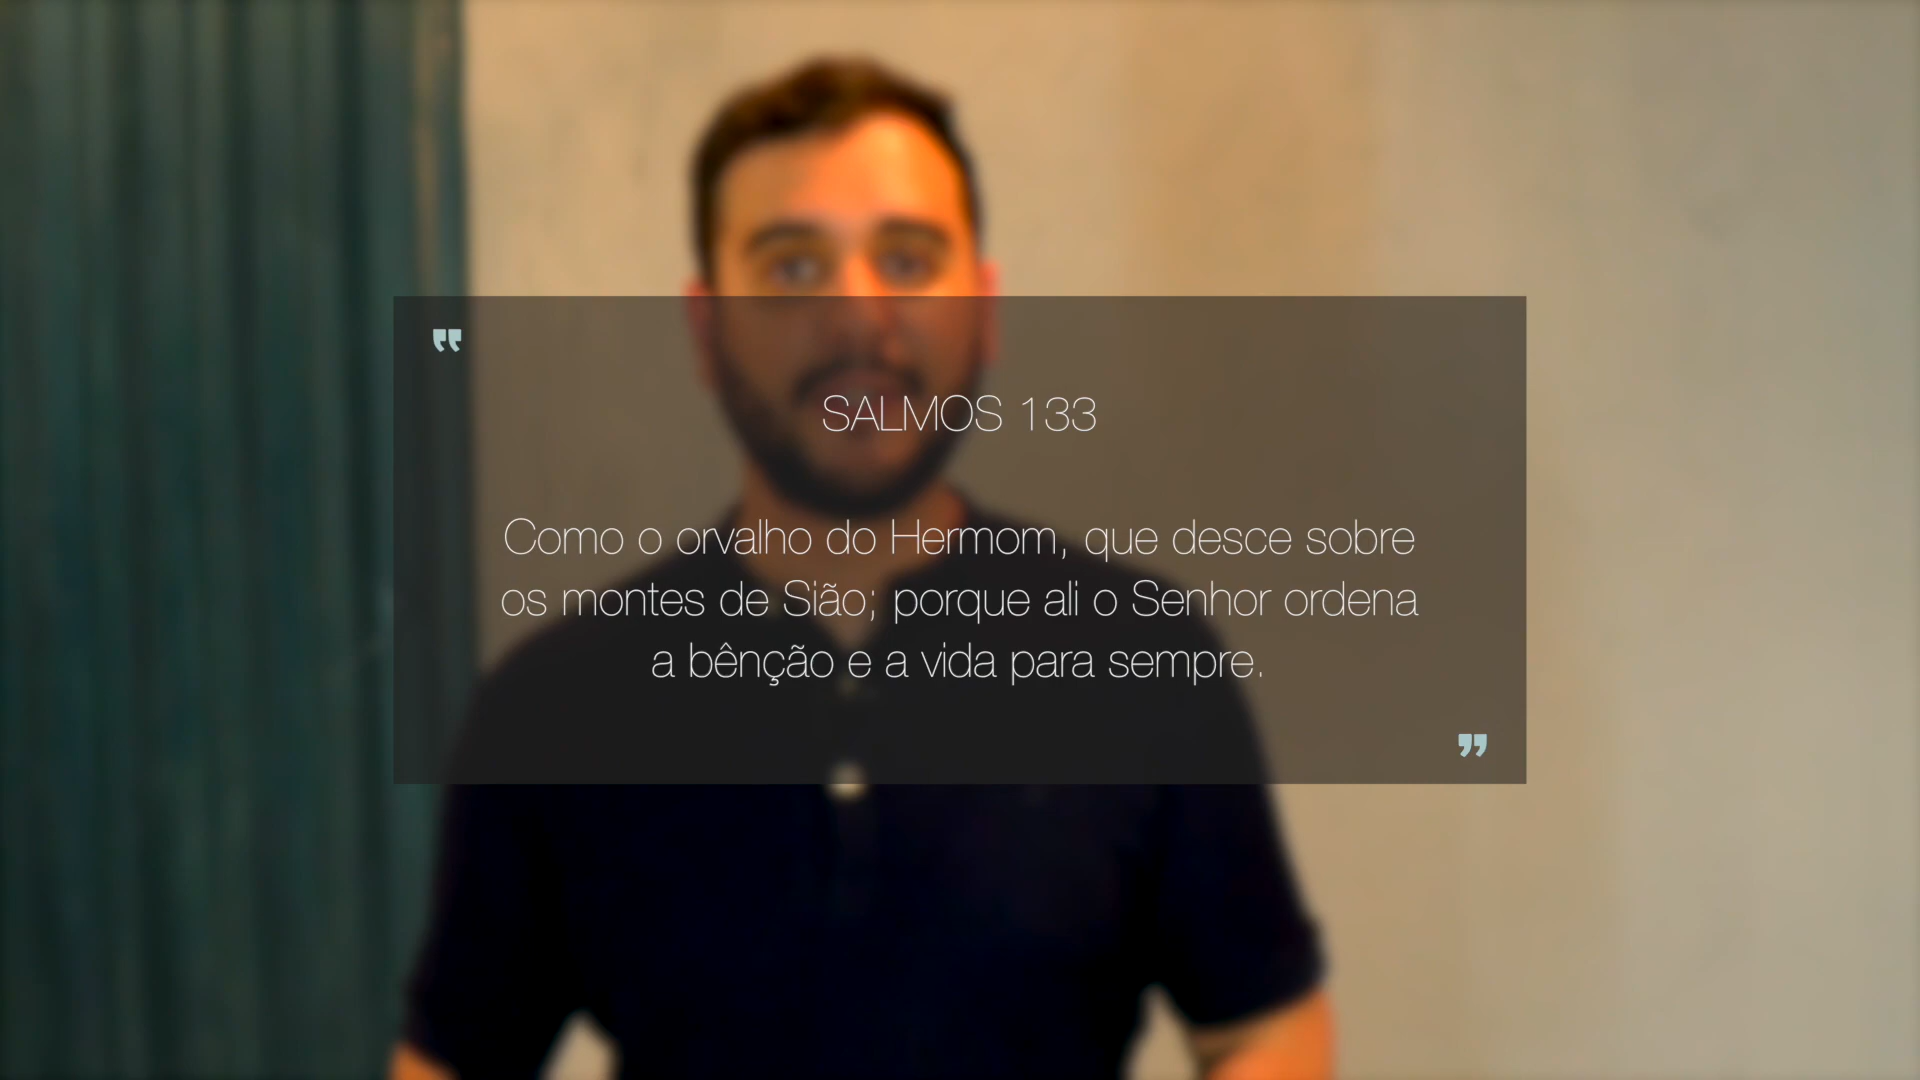 ❜❜
SALMOS 133
Como o orvalho do Hermom, que desce sobre
os montes de Sião; porque ali o Senhor ordena
a bênção e a vida para sempre.
❜❜